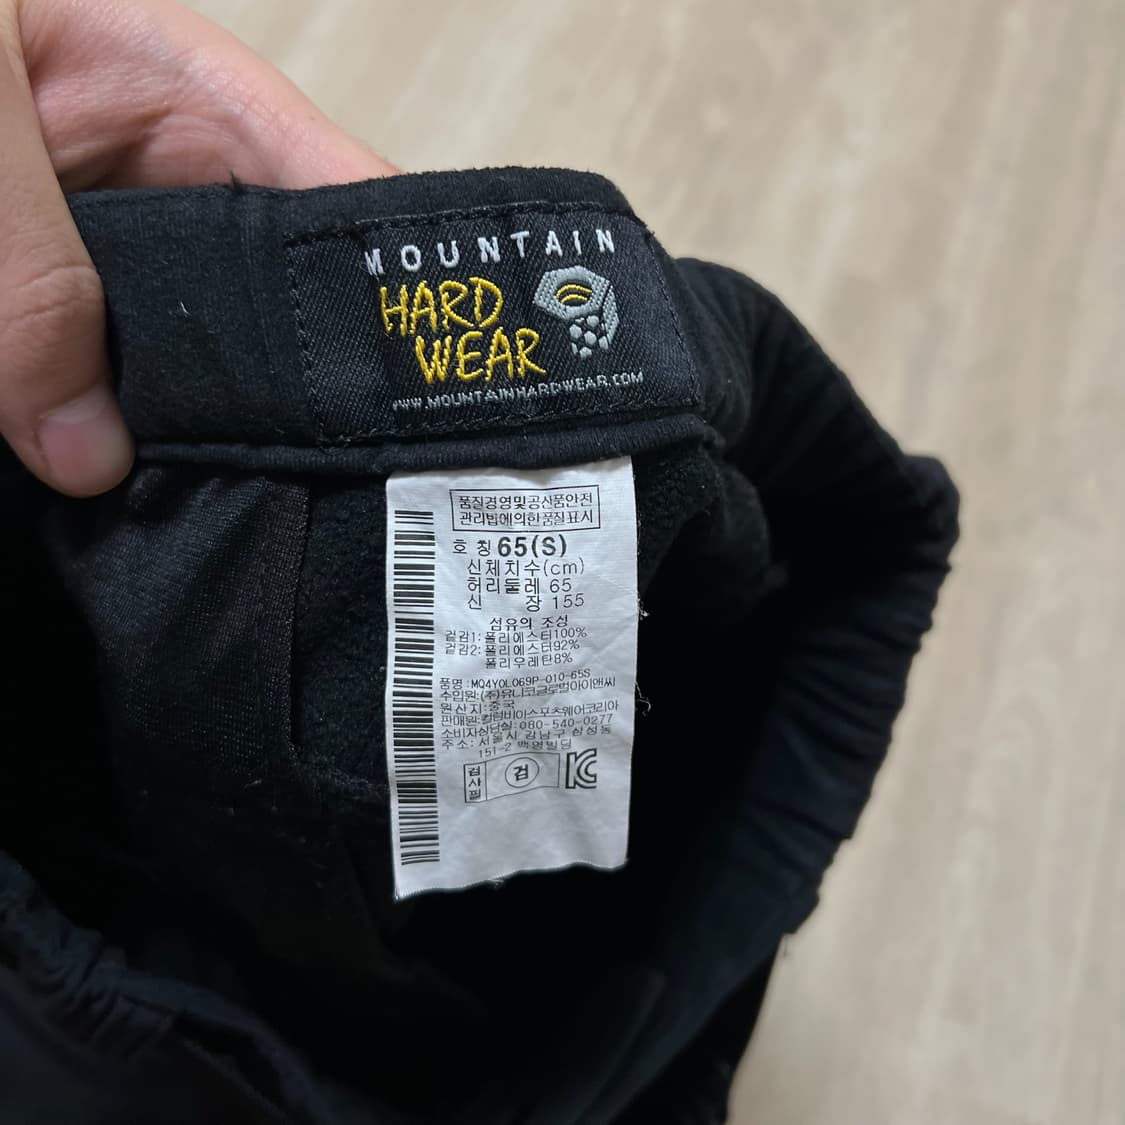 MOUNTAIN
HARD
WEAR
WWW.MOUNTAINHARDWEAR.COM
품질경영및공산품안전
관리법에의한품질표시
호 칭 65(S)
신체치수(cm)
허리둘레 65
신 장 155
섬유의 조성
겉감1: 폴리에스터100%
겉감2: 폴리에스터92%
폴리우레탄8%
품명 : MQ4YOL069P-010-65S
수입원:(주)유니코글로벌아이앤씨
원산지:중국
판매원:컬럼비아스포츠웨어코리아
소비자상담실: 080-540-0277
주소: 서울시 강남구 삼성동
151-2 백영빌딩
검사필
검
KC